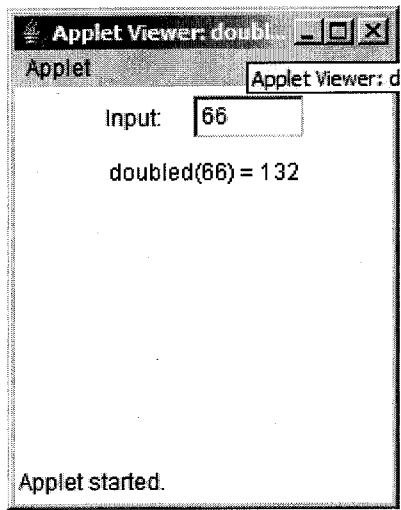 Applet Viewer: doubl...
Applet
Applet Viewer: d
Input: 66
doubled(66) = 132
Applet started.